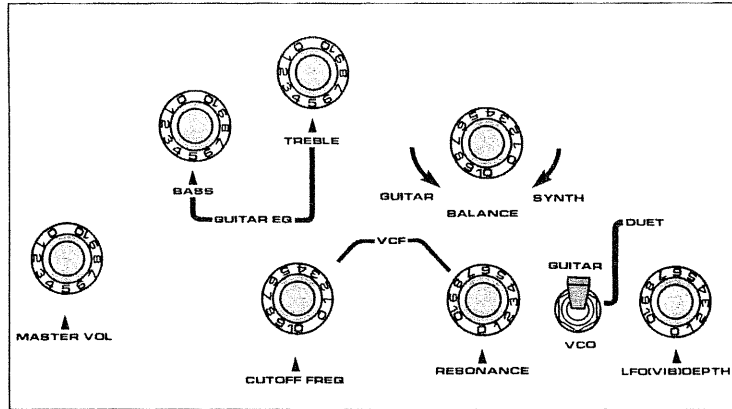 TREBLE
BASS
GUITAR EQ
GUITAR
BALANCE
SYNTH
VCF
DUET
GUITAR
VCO
MASTER VOL
CUTOFF FREQ
RESONANCE
LFO(VIB)DEPTH